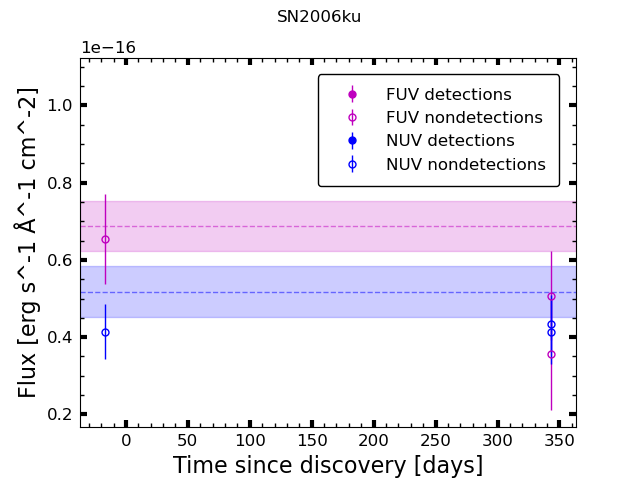 SN2006ku
1e−16
FUV detections
FUV nondetections
NUV detections
NUV nondetections
1.0
0.8
0.6
0.4
0.2
Flux [erg s^-1 Å^-1 cm^-2]
0 50 100 150 200 250 300 350
Time since discovery [days]